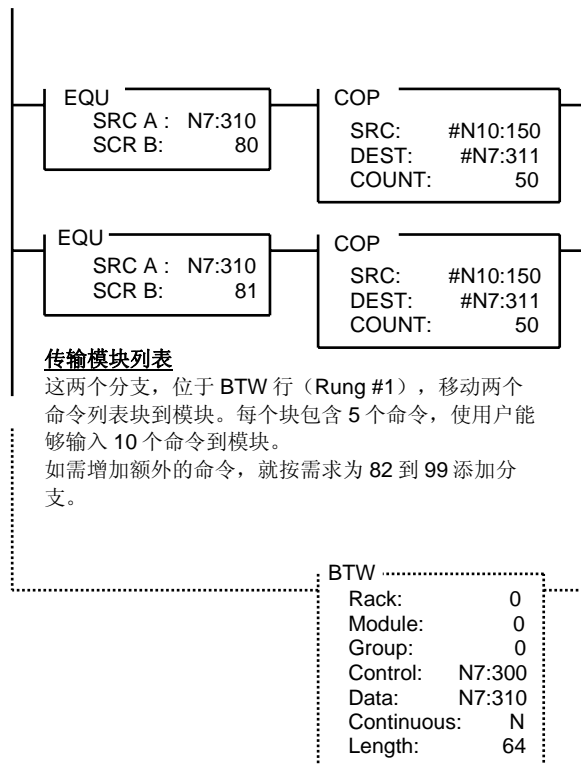 EQU
SRC A : N7:310
SCR B: 80
COP
SRC: #N10:150
DEST: #N7:311
COUNT: 50
EQU
SRC A : N7:310
SCR B: 81
COP
SRC: #N10:150
DEST: #N7:311
COUNT: 50
传输模块列表
这两个分支，位于 BTW 行（Rung #1），移动两个
命令列表块到模块。每个块包含 5 个命令，使用户能
够输入 10 个命令到模块。
如需增加额外的命令，就按需求为 82 到 99 添加分
支。
BTW
Rack: 0
Module: 0
Group: 0
Control: N7:300
Data: N7:310
Continuous: N
Length: 64